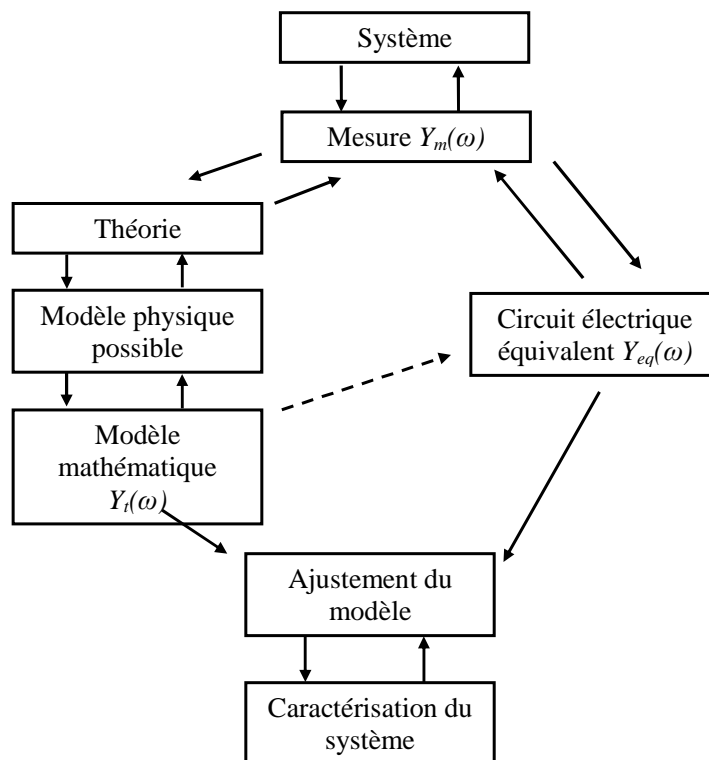 Système
Mesure Ym(ω)
Théorie
Modèle physique
possible
Circuit électrique
équivalent Yeq(ω)
Modèle
mathématique
Yt(ω)
Ajustement du
modèle
Caractérisation du
système